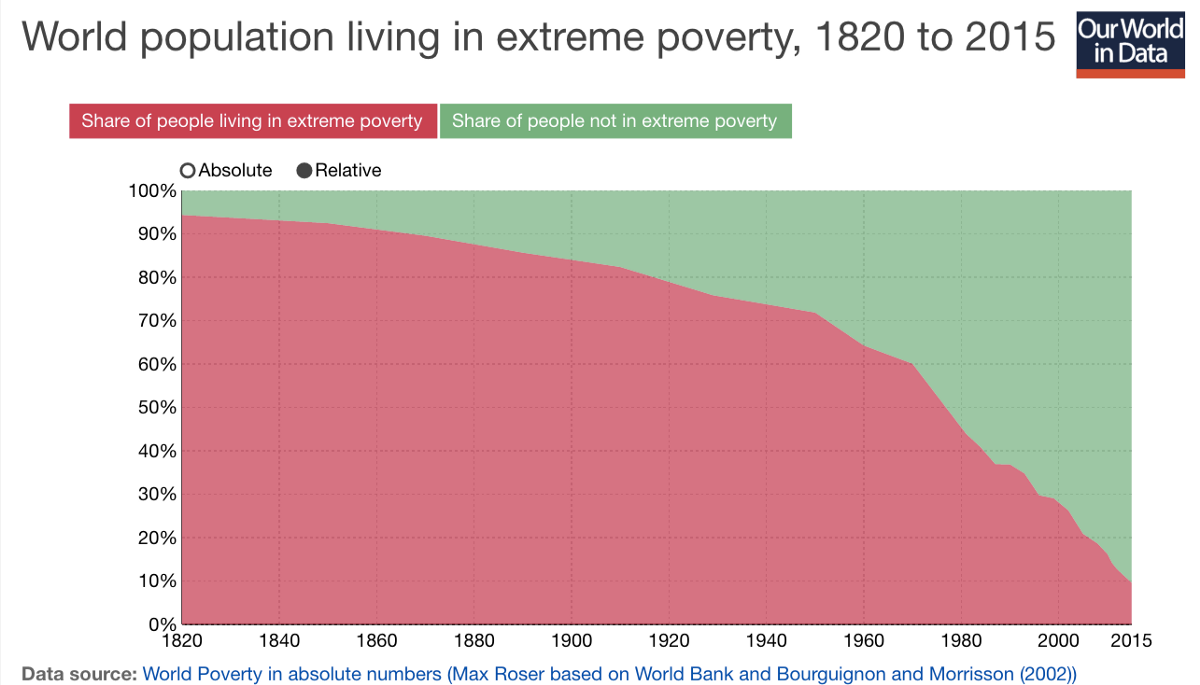 World population living in extreme poverty, 1820 to 2015
Our World
in Data
Share of people living in extreme poverty
Share of people not in extreme poverty
Absolute
Relative
100%
90%
80%
70%
60%
50%
40%
30%
20%
10%
0%
1820 1840 1860 1880 1900 1920 1940 1960 1980 2000 2015
Data source: World Poverty in absolute numbers (Max Roser based on World Bank and Bourguignon and Morrisson (2002))